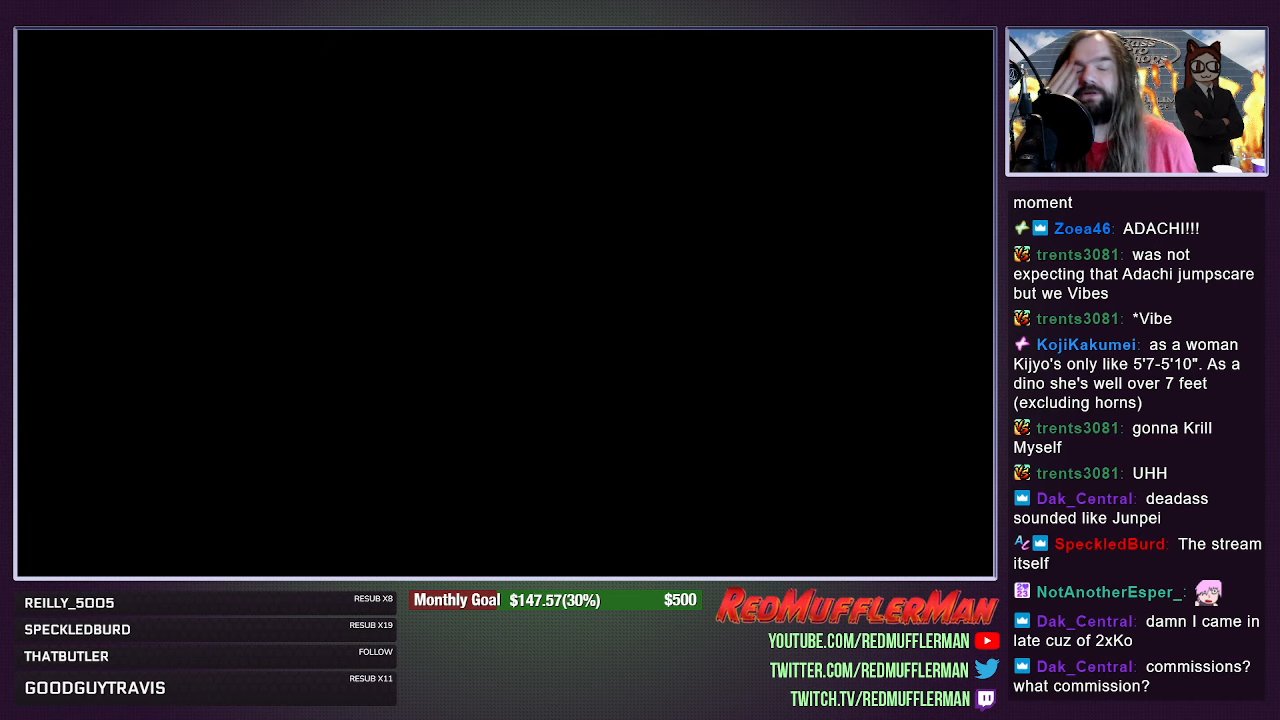 moment
Zoea46: ADACHI!!!
trents3081: was not
expecting that Adachi jumpscare
but we Vibes
trents3081: *Vibe
KojiKakumei: as a woman
Kijyo's only like 5'7-5'10". As a
dino she's well over 7 feet
(excluding horns)
trents3081: gonna Krill
Myself
trents3081: UHH
Dak_Central: deadass
sounded like Junpei
SpeckledBurd: The stream
itself
NotAnotherEsper_:
Dak_Central: damn I came in
late cuz of 2xKo
Dak_Central: commissions?
what commission?
REILLY_5005 RESUB X8
SPECKLEDBURD RESUB X19
THATBUTLER FOLLOW
GOODGUYTRAVIS RESUB X11
Monthly Goal $147.57(30%) $500
REDMUFFLERMAN
YOUTUBE.COM/REDMUFFLERMAN
TWITTER.COM/REDMUFFLERMAN
TWITCH.TV/REDMUFFLERMAN